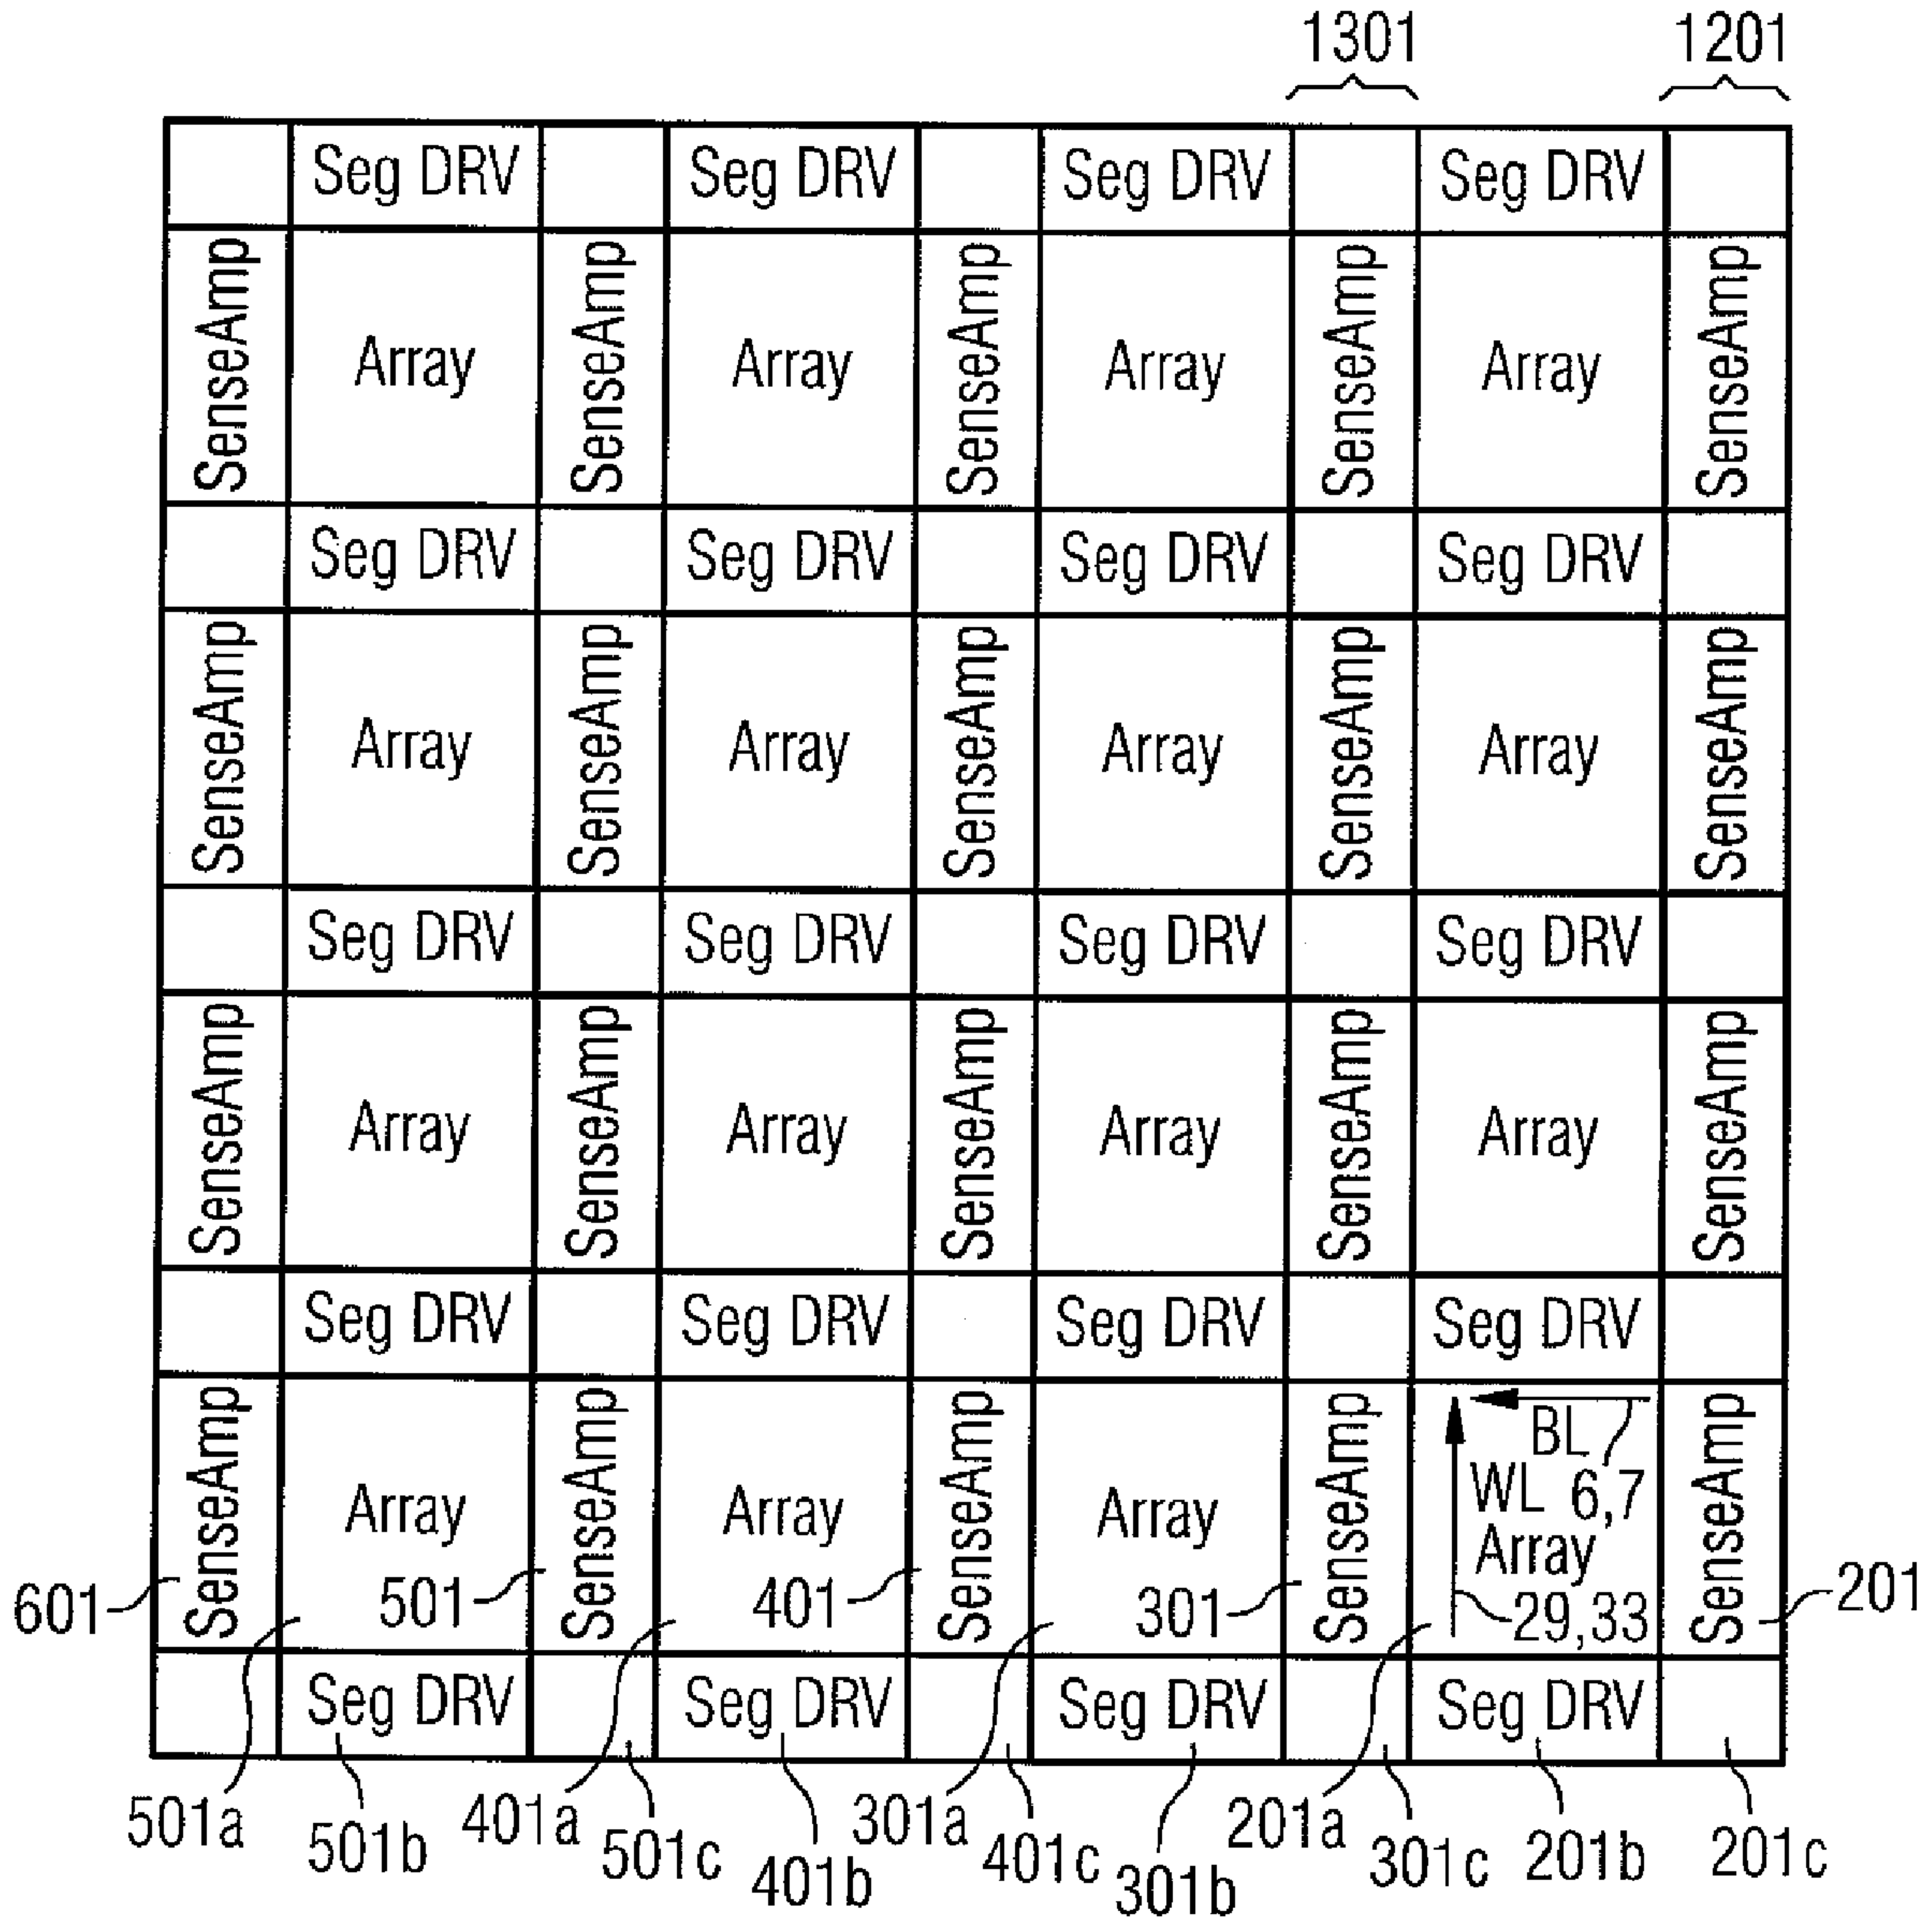 1301 1201
Seg DRV Seg DRV Seg DRV Seg DRV
SenseAmp Array SenseAmp Array SenseAmp Array SenseAmp Array SenseAmp
Seg DRV Seg DRV Seg DRV Seg DRV
SenseAmp Array SenseAmp Array SenseAmp Array SenseAmp Array SenseAmp
Seg DRV Seg DRV Seg DRV Seg DRV
SenseAmp Array SenseAmp Array SenseAmp Array SenseAmp Array SenseAmp
Seg DRV Seg DRV Seg DRV Seg DRV
SenseAmp Array SenseAmp Array SenseAmp Array SenseAmp SenseAmp
BL
WL 6,7
Array
601 501 401 301 29,33 201
Seg DRV Seg DRV Seg DRV Seg DRV
501a 401a 301a 201a
501b 501c 401b 401c 301b 301c 201b 201c